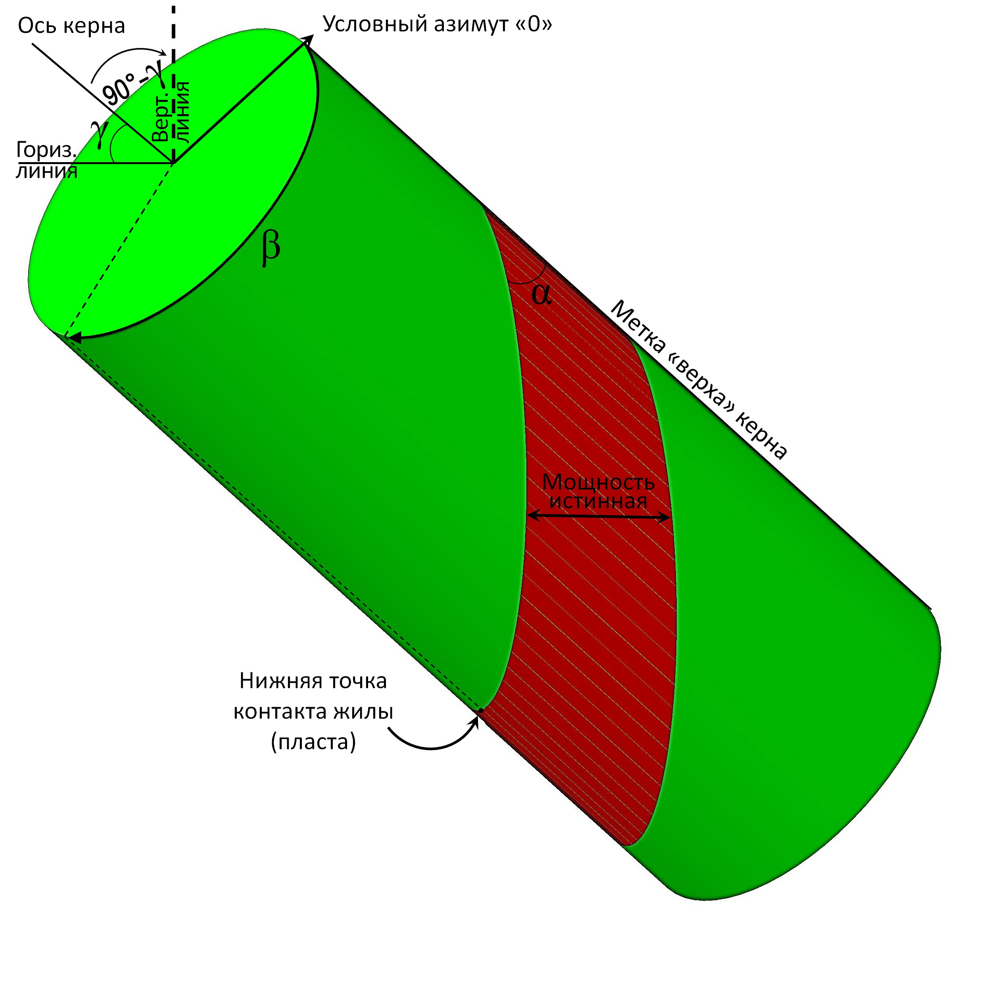 Ось керна
Условный азимут «0»
90° – γ
Верт.
линия
γ
Гориз.
линия
β
α
Метка «верха» керна
Мощность
истинная
Нижняя точка
контакта жилы
(пласта)